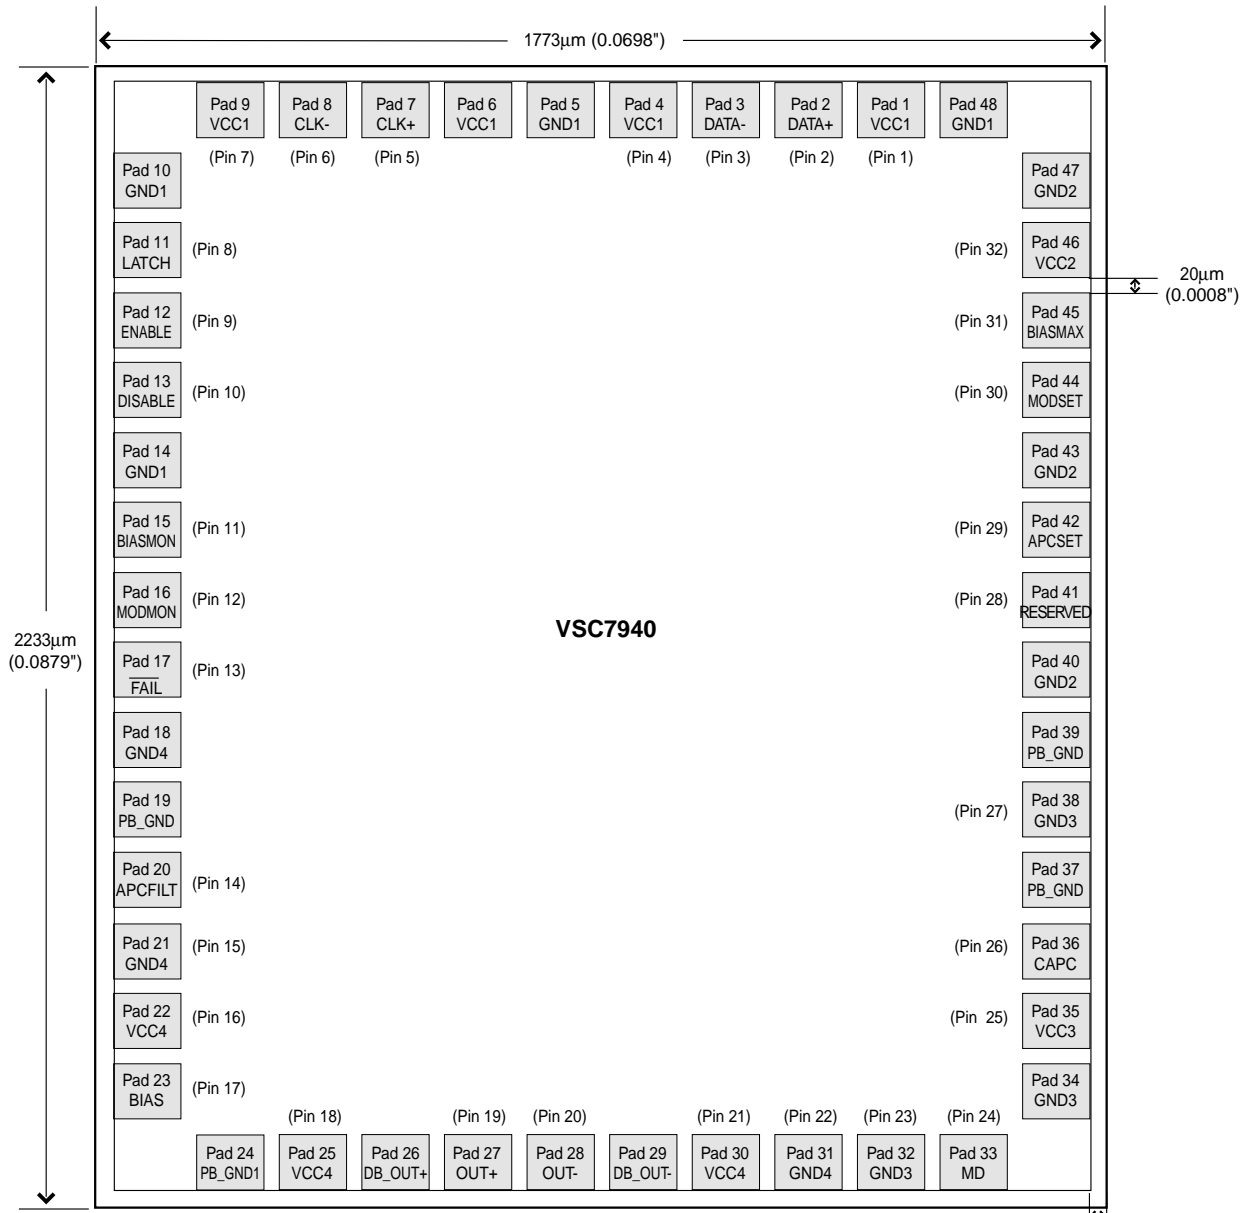 1773μm (0.0698")
Pad 9
VCC1
Pad 8
CLK-
Pad 7
CLK+
Pad 6
VCC1
Pad 5
GND1
Pad 4
VCC1
Pad 3
DATA-
Pad 2
DATA+
Pad 1
VCC1
Pad 48
GND1
(Pin 7)
(Pin 6)
(Pin 5)
(Pin 4)
(Pin 3)
(Pin 2)
(Pin 1)
Pad 10
GND1
Pad 47
GND2
Pad 11
LATCH
(Pin 8)
(Pin 32)
Pad 46
VCC2
20μm
(0.0008")
Pad 12
ENABLE
(Pin 9)
(Pin 31)
Pad 45
BIASMAX
Pad 13
DISABLE
(Pin 10)
(Pin 30)
Pad 44
MODSET
Pad 14
GND1
Pad 43
GND2
Pad 15
BIASMON
(Pin 11)
(Pin 29)
Pad 42
APCSET
Pad 16
MODMON
(Pin 12)
(Pin 28)
Pad 41
RESERVED
VSC7940
2233μm
(0.0879")
Pad 17
FAIL
(Pin 13)
Pad 40
GND2
Pad 18
GND4
Pad 39
PB_GND
Pad 19
PB_GND
(Pin 27)
Pad 38
GND3
Pad 20
APCFILT
(Pin 14)
Pad 37
PB_GND
Pad 21
GND4
(Pin 15)
(Pin 26)
Pad 36
CAPC
Pad 22
VCC4
(Pin 16)
(Pin 25)
Pad 35
VCC3
Pad 23
BIAS
(Pin 17)
Pad 34
GND3
(Pin 18)
(Pin 19)
(Pin 20)
(Pin 21)
(Pin 22)
(Pin 23)
(Pin 24)
Pad 24
PB_GND1
Pad 25
VCC4
Pad 26
DB_OUT+
Pad 27
OUT+
Pad 28
OUT-
Pad 29
DB_OUT-
Pad 30
VCC4
Pad 31
GND4
Pad 32
GND3
Pad 33
MD